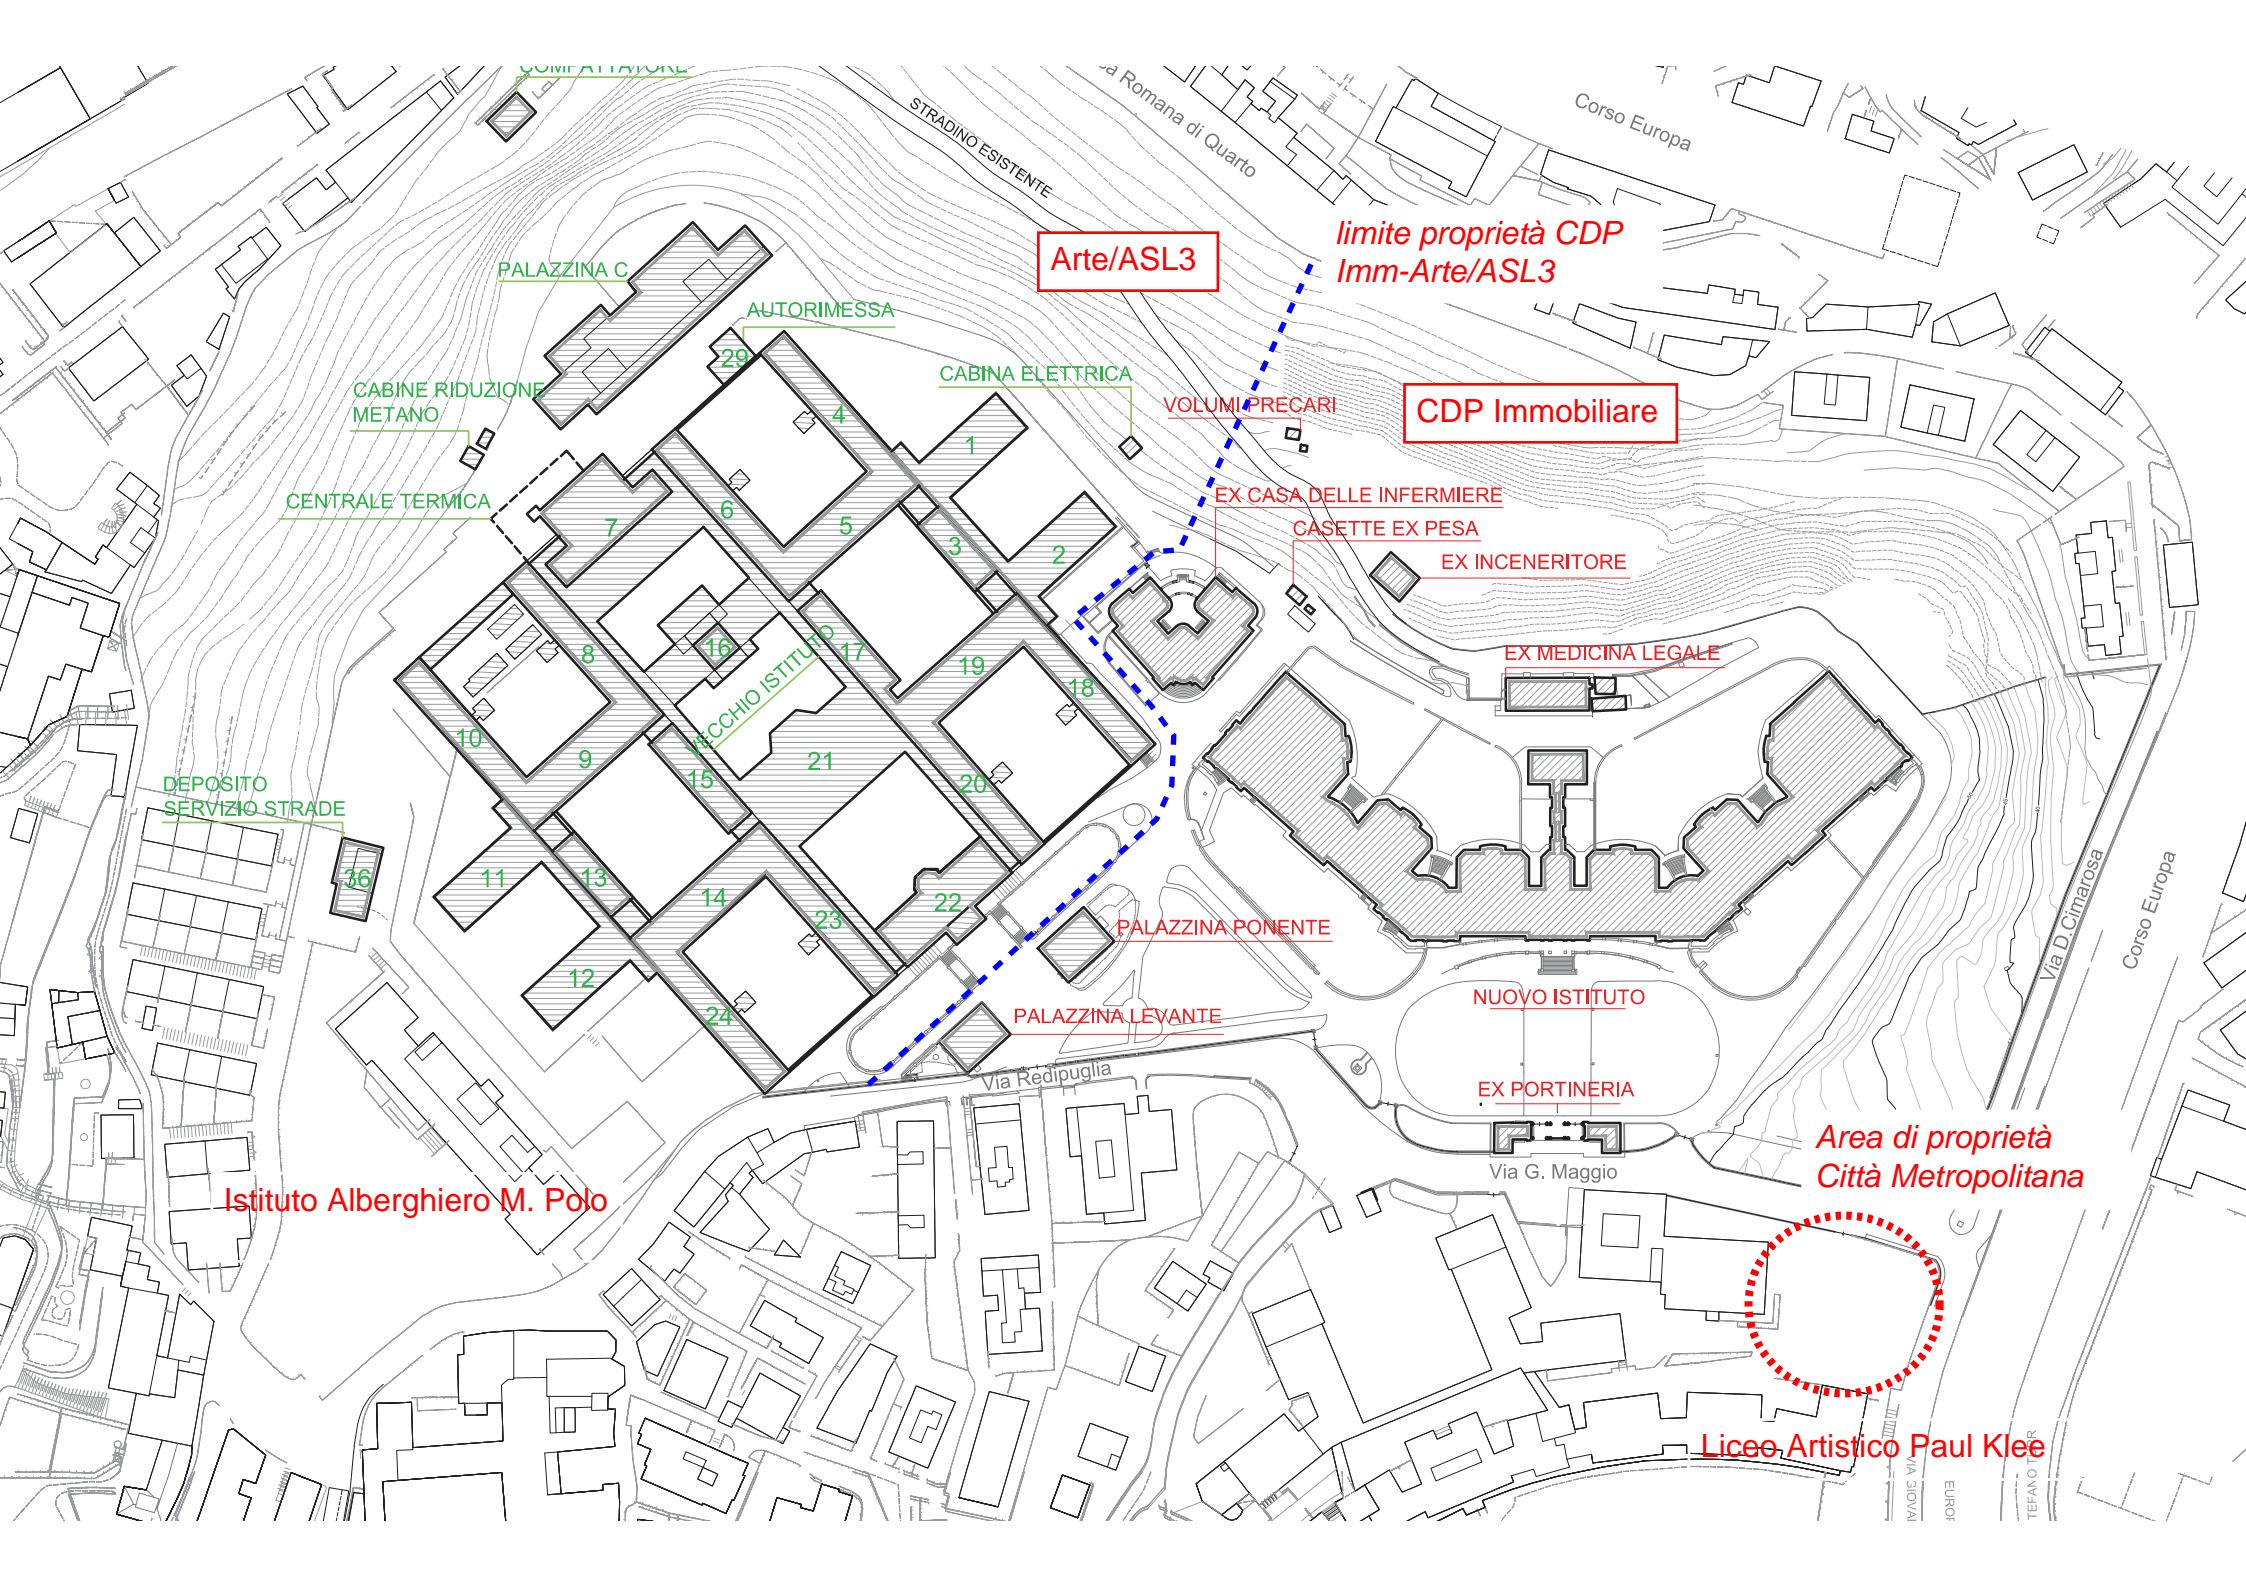 COMPATTATORE
STRADINO ESISTENTE
Romana di Quarto
Corso Europa
limite proprietà CDP
Imm-Arte/ASL3
Arte/ASL3
PALAZZINA C
AUTORIMESSA
29
CABINE RIDUZIONE
METANO
CABINA ELETTRICA
VOLUMI PRECARI
CDP Immobiliare
4
1
CENTRALE TERMICA
EX CASA DELLE INFERMIERE
CASETTE EX PESA
EX INCENERITORE
6
7
5
3
2
8
16
17
19
18
VECCHIO ISTITUTO
EX MEDICINA LEGALE
10
9
15
21
20
DEPOSITO
SERVIZIO STRADE
36
11
13
14
23
22
12
24
PALAZZINA PONENTE
PALAZZINA LEVANTE
Via Redipuglia
NUOVO ISTITUTO
EX PORTINERIA
Via G. Maggio
Via D.Cimarosa
Corso Europa
Area di proprietà
Città Metropolitana
Istituto Alberghiero M. Polo
Liceo Artistico Paul Klee